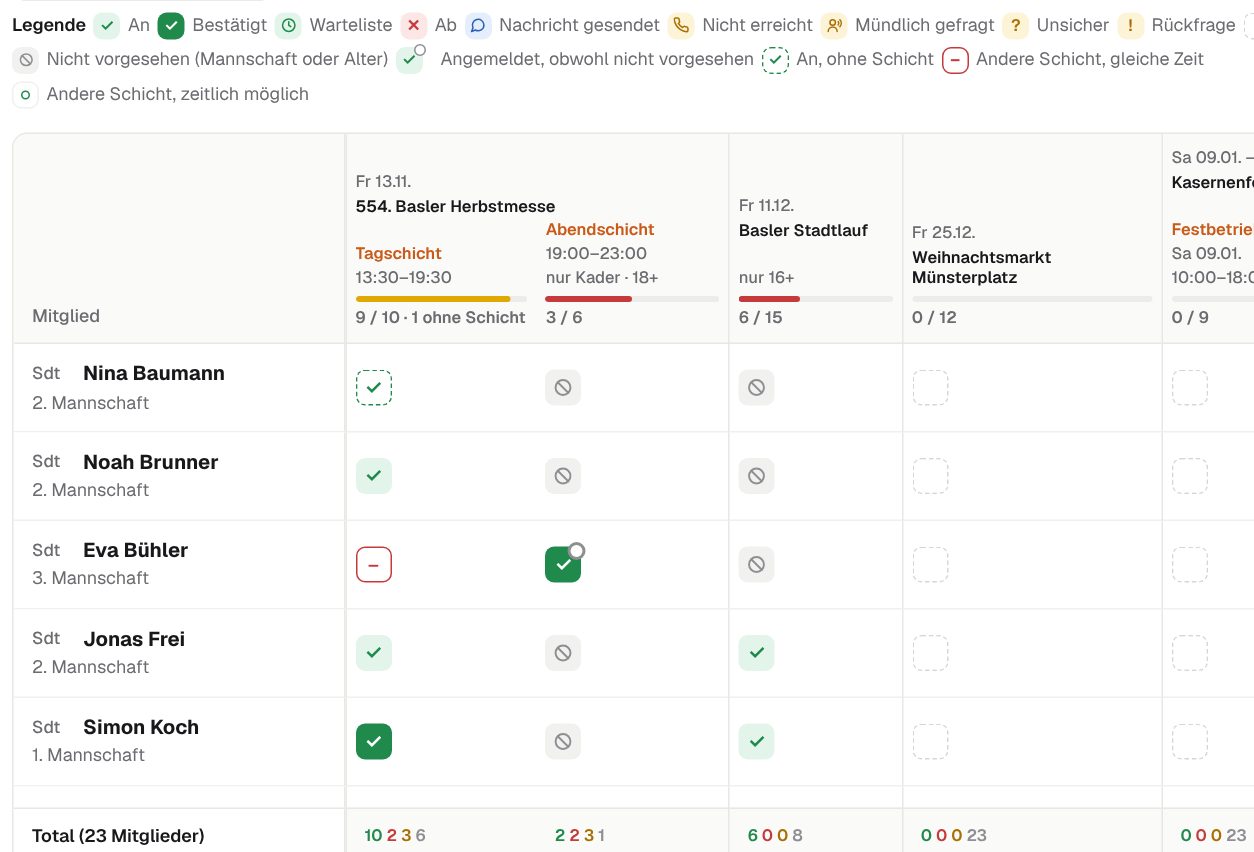 Legende An Bestätigt Warteliste Ab Nachricht gesendet Nicht erreicht Mündlich gefragt ? Unsicher ! Rückfrage
Nicht vorgesehen (Mannschaft oder Alter) Angemeldet, obwohl nicht vorgesehen An, ohne Schicht Andere Schicht, gleiche Zeit
Andere Schicht, zeitlich möglich
Mitglied
Fr 13.11.
554. Basler Herbstmesse
Tagschicht
13:30–19:30
9 / 10 · 1 ohne Schicht
Abendschicht
19:00–23:00
nur Kader · 18+
3 / 6
Fr 11.12.
Basler Stadtlauf
nur 16+
6 / 15
Fr 25.12.
Weihnachtsmarkt
Münsterplatz
0 / 12
Sa 09.01. –
Kasernenfe
Festbetrie
Sa 09.01.
10:00–18:0
0 / 9
Sdt Nina Baumann
2. Mannschaft
Sdt Noah Brunner
2. Mannschaft
Sdt Eva Bühler
3. Mannschaft
Sdt Jonas Frei
2. Mannschaft
Sdt Simon Koch
1. Mannschaft
Total (23 Mitglieder) 10 2 3 6 2 2 3 1 6 0 0 8 0 0 0 23 0 0 0 23